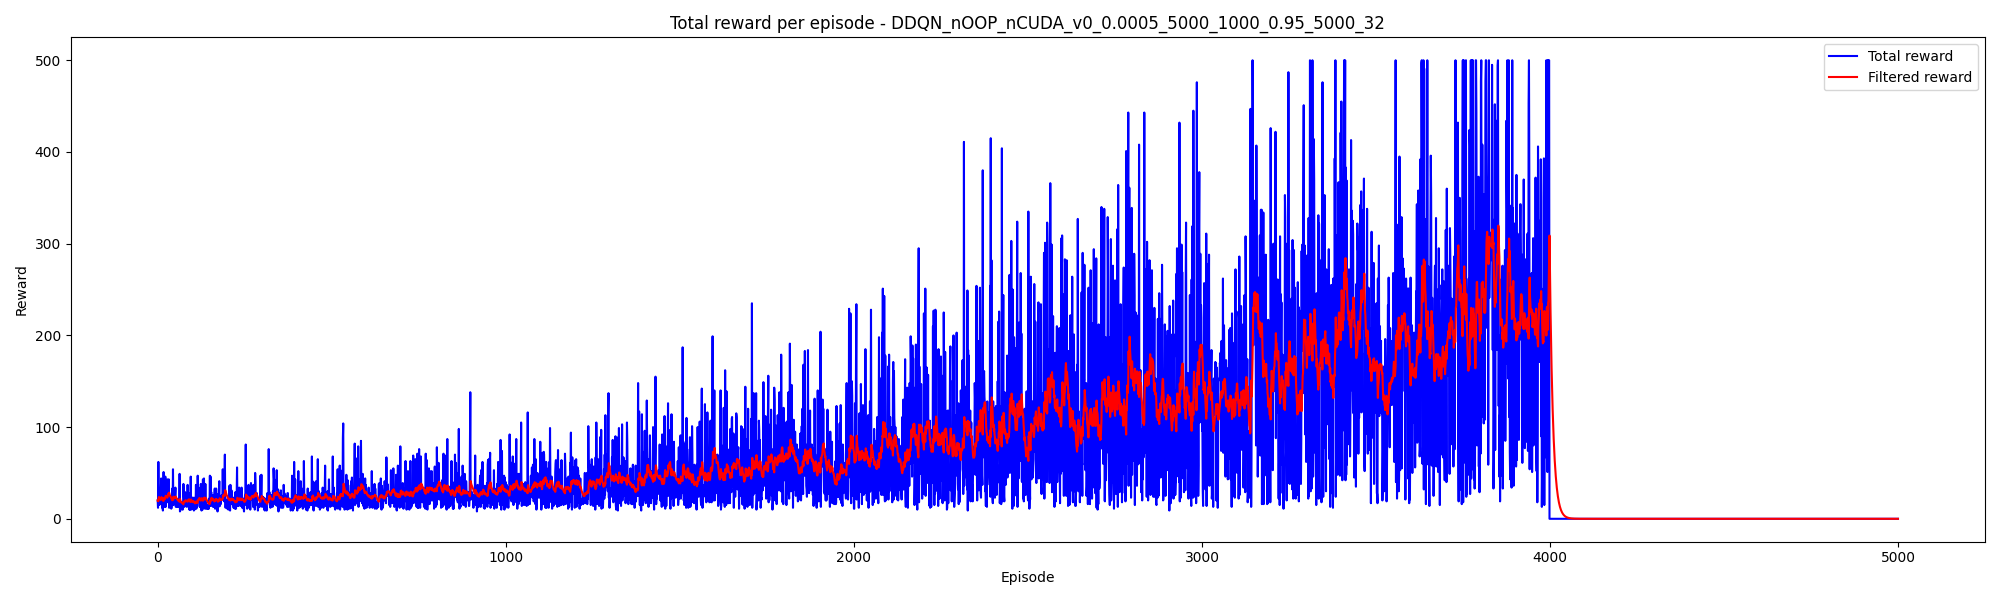 Total reward per episode - DDQN_nOOP_nCUDA_v0_0.0005_5000_1000_0.95_5000_32
Total reward
Filtered reward
Reward
500
400
300
200
100
0
0 1000 2000 3000 4000 5000
Episode